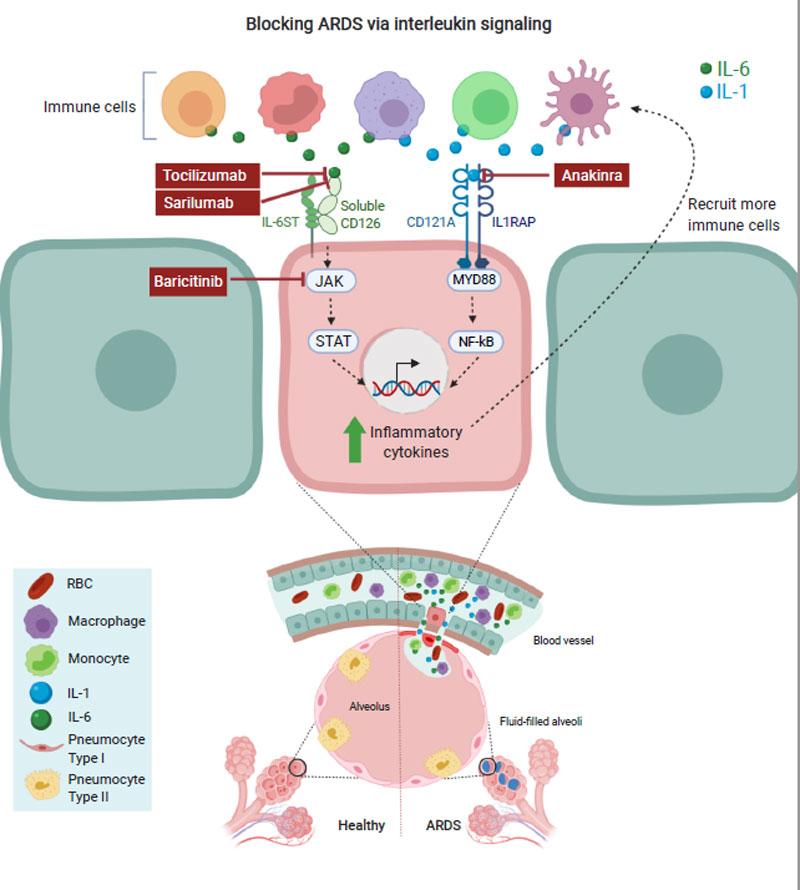 Blocking ARDS via interleukin signaling
Immune cells
IL-6
IL-1
Tocilizumab
Sarilumab
Anakinra
IL-6ST
Soluble
CD126
CD121A
IL1RAP
Recruit more
immune cells
Baricitinib
JAK
MYD88
STAT
NF-kB
Inflammatory
cytokines
RBC
Macrophage
Monocyte
IL-1
IL-6
Pneumocyte
Type I
Pneumocyte
Type II
Blood vessel
Alveolus
Fluid-filled alveoli
Healthy
ARDS